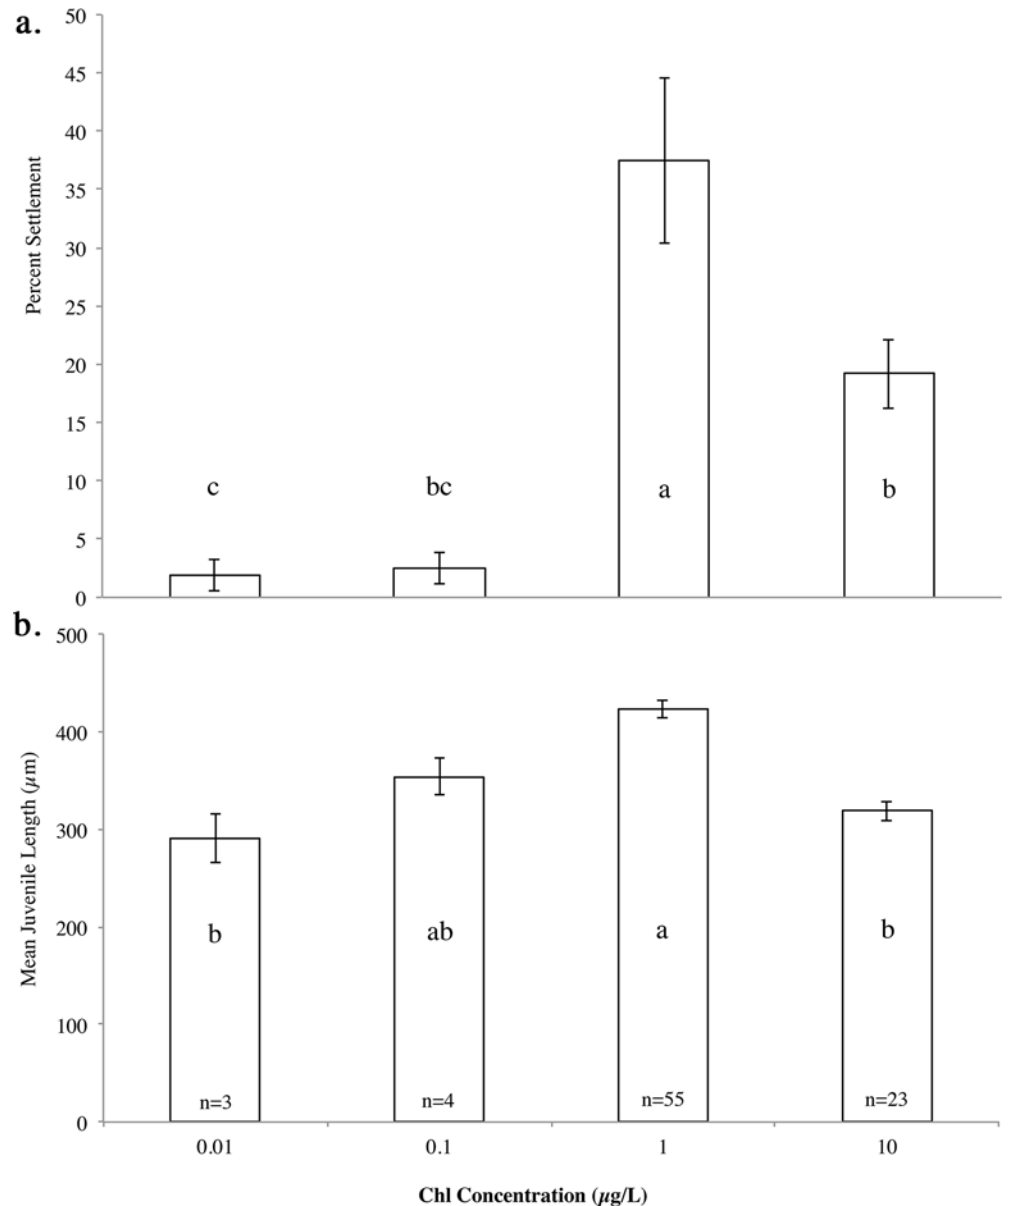 a.
50
45
40
35
30
25
20
15
10
5
0
Percent Settlement
c
bc
a
b
b.
500
400
300
200
100
0
Mean Juvenile Length (µm)
b
ab
a
b
n=3
n=4
n=55
n=23
0.01
0.1
1
10
Chl Concentration (µg/L)